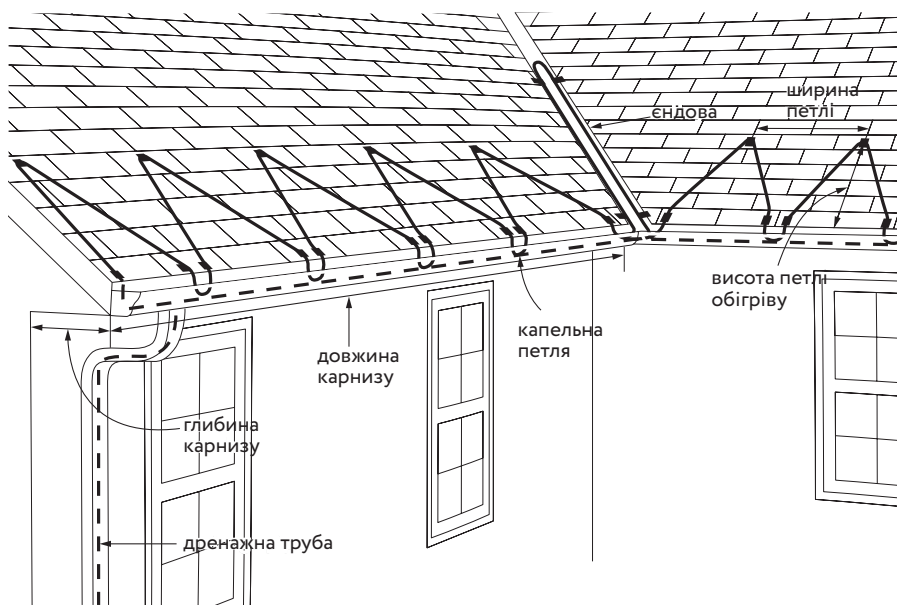 ширина
петлі
єндова
висота петлі
обігріву
капельна
петля
довжина
карнизу
глибина
карнизу
дренажна труба